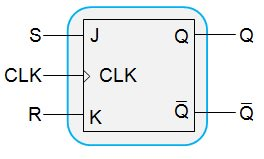 S J Q Q
CLK CLK
R K Q̅ Q̅